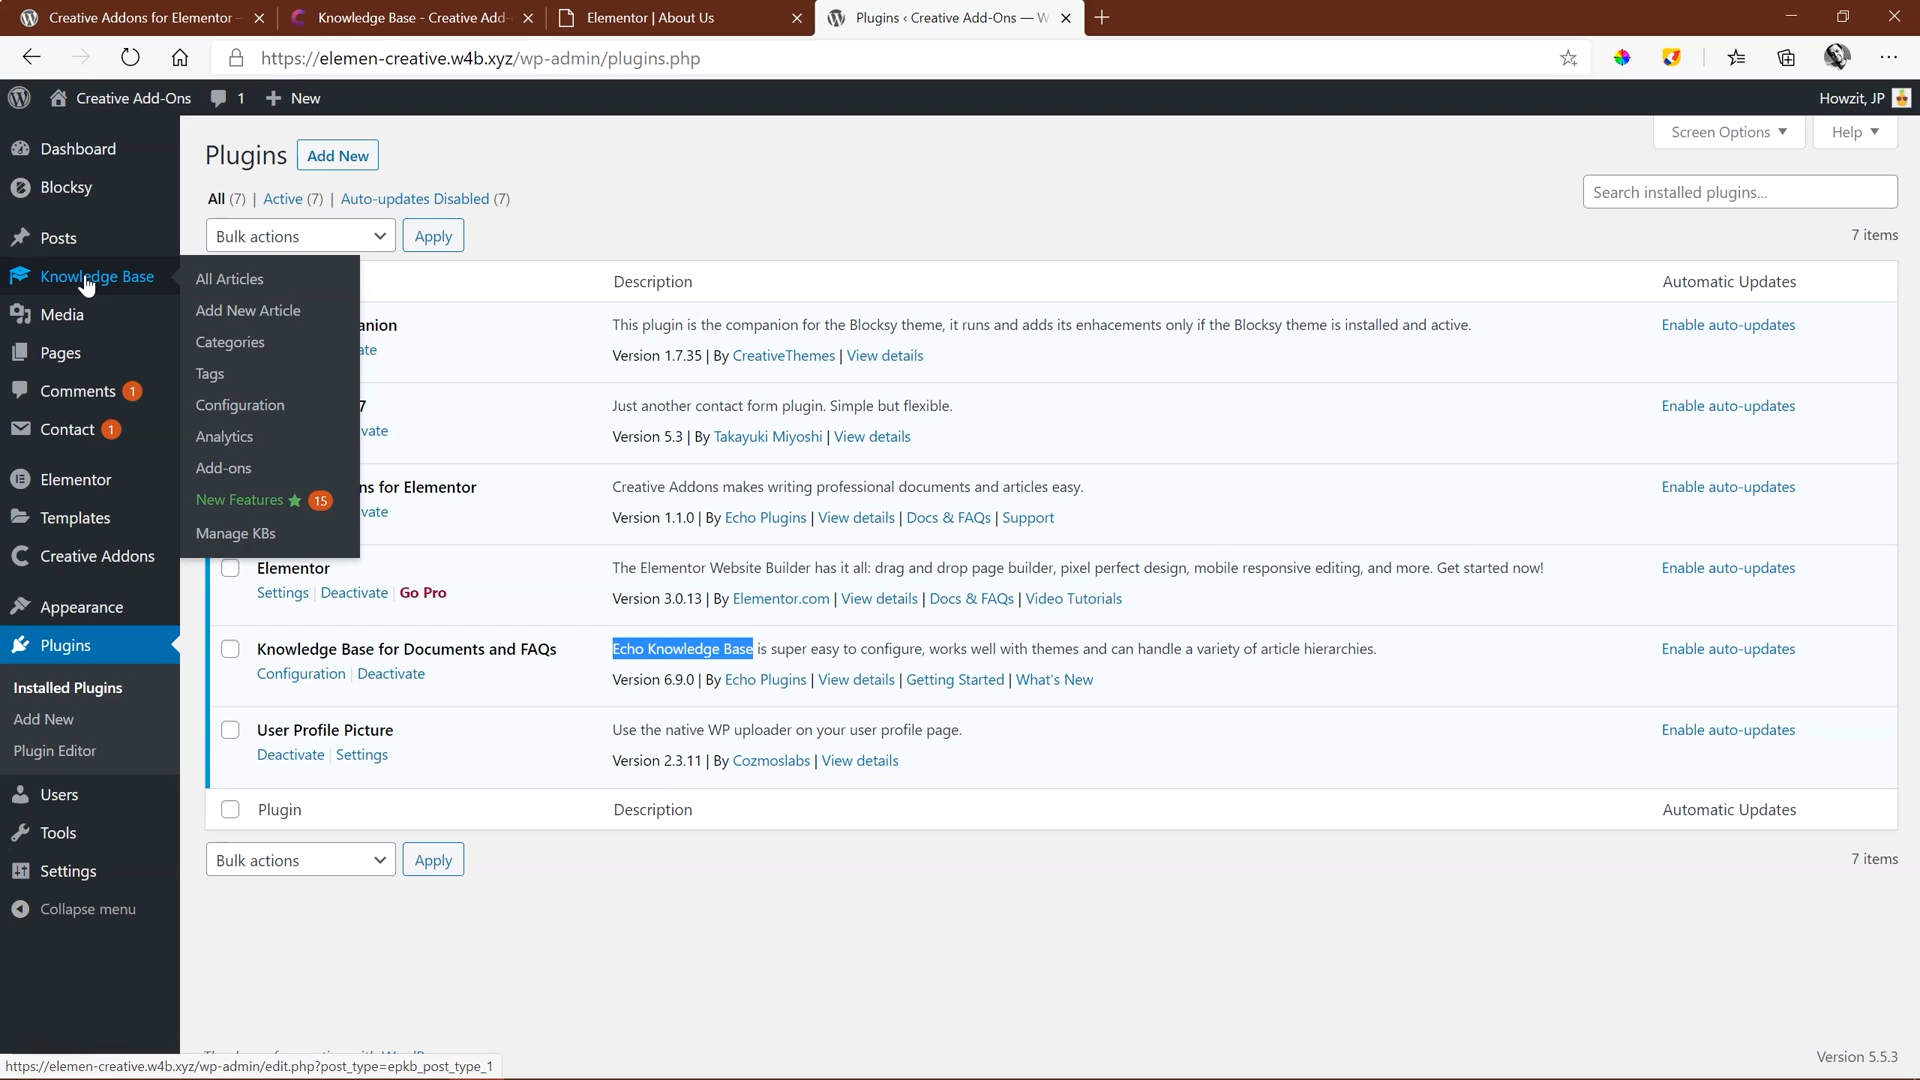 Creative Addons for Elementor -
Knowledge Base - Creative Add-
Elementor | About Us
Plugins ‹ Creative Add-Ons — W
https://elemen-creative.w4b.xyz/wp-admin/plugins.php
Creative Add-Ons 1 New
Howzit, JP
Screen Options ▼ Help ▼
Plugins Add New
All (7) | Active (7) | Auto-updates Disabled (7)
Search installed plugins...
Bulk actions Apply
7 items
Dashboard
Blocksy
Posts
Knowledge Base
Media
Pages
Comments 1
Contact 1
Elementor
Templates
Creative Addons
Appearance
Plugins
Installed Plugins
Add New
Plugin Editor
Users
Tools
Settings
Collapse menu
All Articles
Add New Article
Categories
Tags
Configuration
Analytics
Add-ons
New Features ★ 15
Manage KBs
Description Automatic Updates
anion
ate
This plugin is the companion for the Blocksy theme, it runs and adds its enhacements only if the Blocksy theme is installed and active.
Version 1.7.35 | By CreativeThemes | View details
Enable auto-updates
7
vate
Just another contact form plugin. Simple but flexible.
Version 5.3 | By Takayuki Miyoshi | View details
Enable auto-updates
ns for Elementor
vate
Creative Addons makes writing professional documents and articles easy.
Version 1.1.0 | By Echo Plugins | View details | Docs & FAQs | Support
Enable auto-updates
Elementor
Settings | Deactivate | Go Pro
The Elementor Website Builder has it all: drag and drop page builder, pixel perfect design, mobile responsive editing, and more. Get started now!
Version 3.0.13 | By Elementor.com | View details | Docs & FAQs | Video Tutorials
Enable auto-updates
Knowledge Base for Documents and FAQs
Configuration | Deactivate
Echo Knowledge Base is super easy to configure, works well with themes and can handle a variety of article hierarchies.
Version 6.9.0 | By Echo Plugins | View details | Getting Started | What's New
Enable auto-updates
User Profile Picture
Deactivate | Settings
Use the native WP uploader on your user profile page.
Version 2.3.11 | By Cozmoslabs | View details
Enable auto-updates
Plugin Description Automatic Updates
Bulk actions Apply
7 items
Version 5.5.3
https://elemen-creative.w4b.xyz/wp-admin/edit.php?post_type=epkb_post_type_1